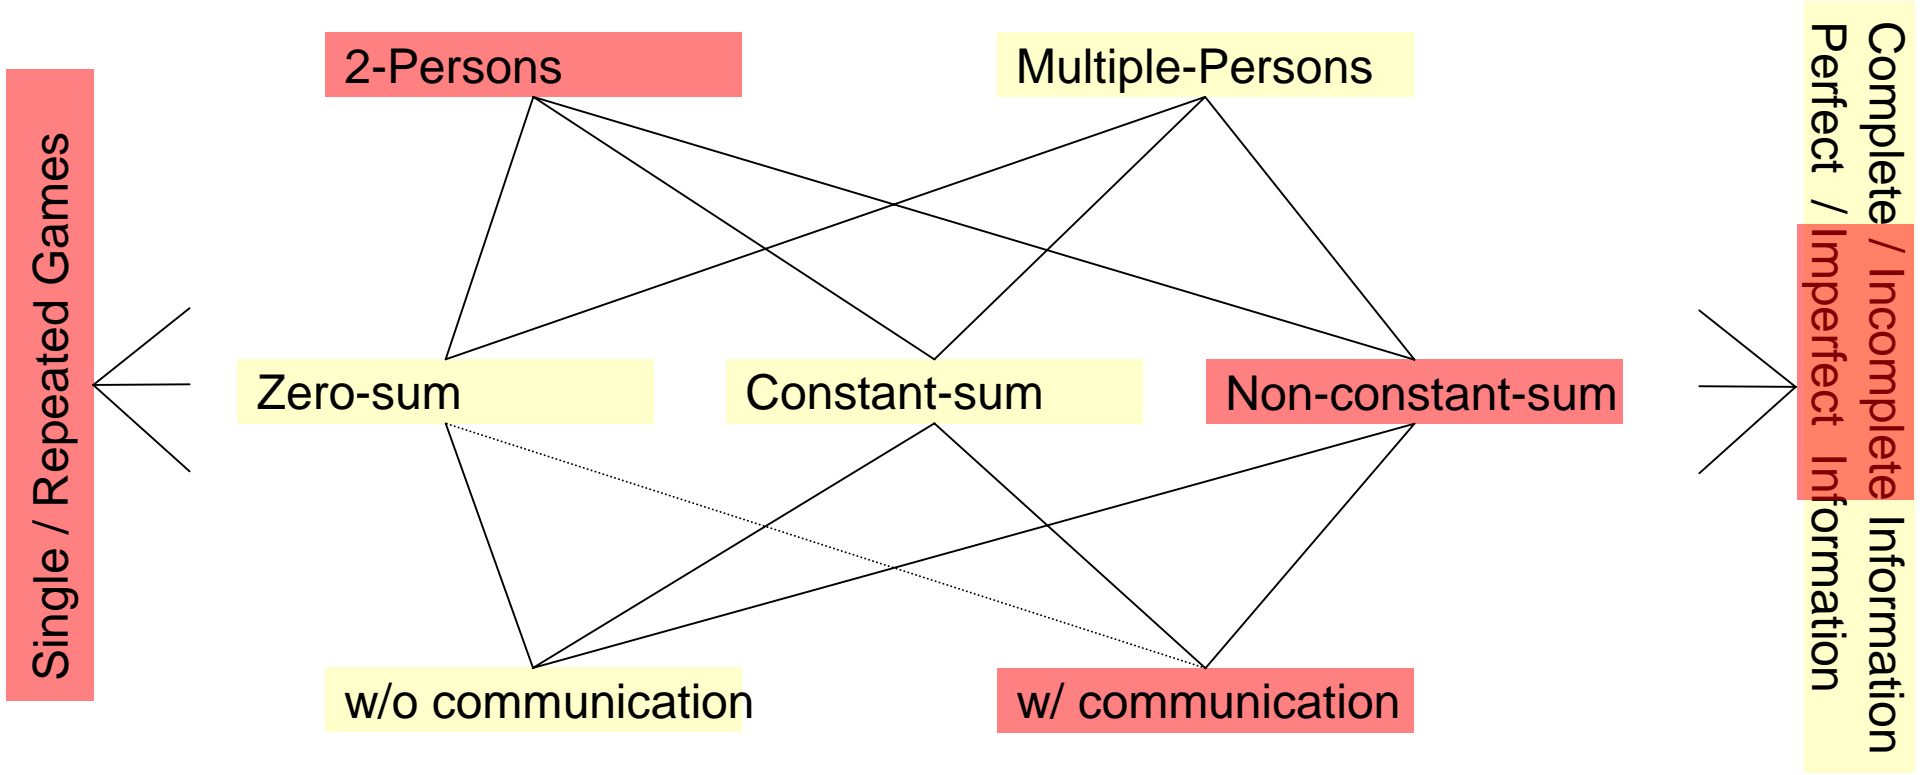 2-Persons
Multiple-Persons
Single / Repeated Games
Zero-sum
Constant-sum
Non-constant-sum
w/o communication
w/ communication
Complete / Incomplete Information
Perfect / Imperfect Information